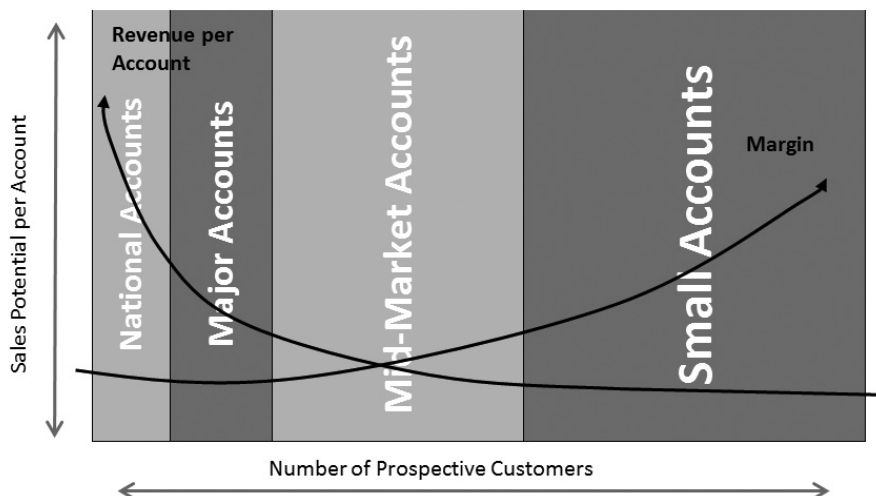 Revenue per
Account
National Accounts
Major Accounts
Mid-Market Accounts
Small Accounts
Margin
Sales Potential per Account
Number of Prospective Customers